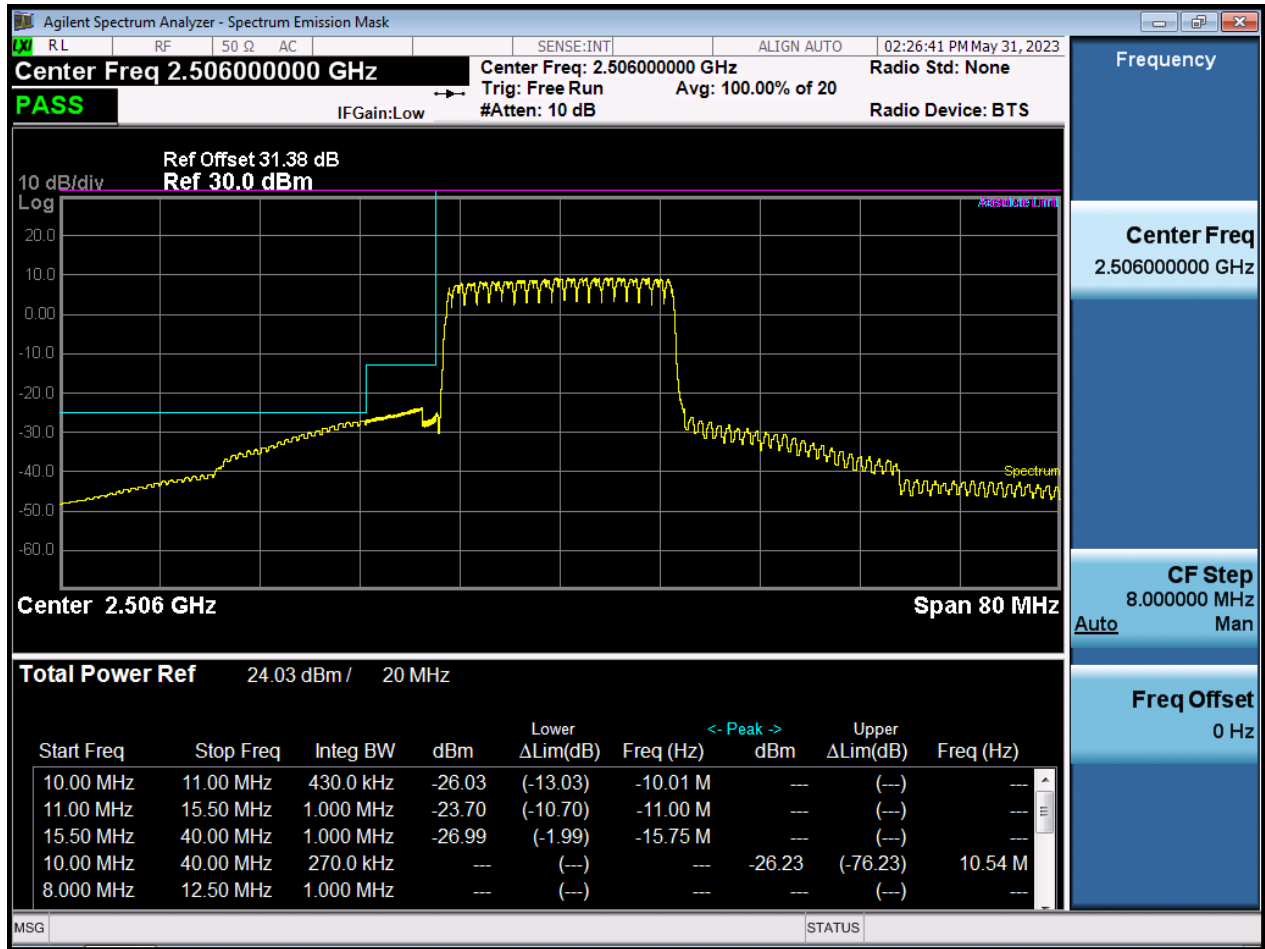 Agilent Spectrum Analyzer - Spectrum Emission Mask
LXI RL RF 50 Ω AC SENSE:INT ALIGN AUTO 02:26:41 PM May 31, 2023
Center Freq 2.506000000 GHz
Center Freq: 2.506000000 GHz Radio Std: None
Trig: Free Run Avg: 100.00% of 20
PASS IFGain:Low #Atten: 10 dB Radio Device: BTS
Ref Offset 31.38 dB
10 dB/div Ref 30.0 dBm
Log
Limit
20.0
10.0
0.00
-10.0
-20.0
-30.0
-40.0
Spectrum
-50.0
-60.0
Center 2.506 GHz Span 80 MHz
Total Power Ref 24.03 dBm / 20 MHz
Lower <- Peak -> Upper
Start Freq Stop Freq Integ BW dBm ΔLim(dB) Freq (Hz) dBm ΔLim(dB) Freq (Hz)
10.00 MHz 11.00 MHz 430.0 kHz -26.03 (-13.03) -10.01 M --- (---) ---
11.00 MHz 15.50 MHz 1.000 MHz -23.70 (-10.70) -11.00 M --- (---) ---
15.50 MHz 40.00 MHz 1.000 MHz -26.99 (-1.99) -15.75 M --- (---) ---
10.00 MHz 40.00 MHz 270.0 kHz --- (---) --- -26.23 (-76.23) 10.54 M
8.000 MHz 12.50 MHz 1.000 MHz --- (---) --- --- (---) ---
MSG STATUS
Frequency
Center Freq
2.506000000 GHz
CF Step
8.000000 MHz
Auto Man
Freq Offset
0 Hz